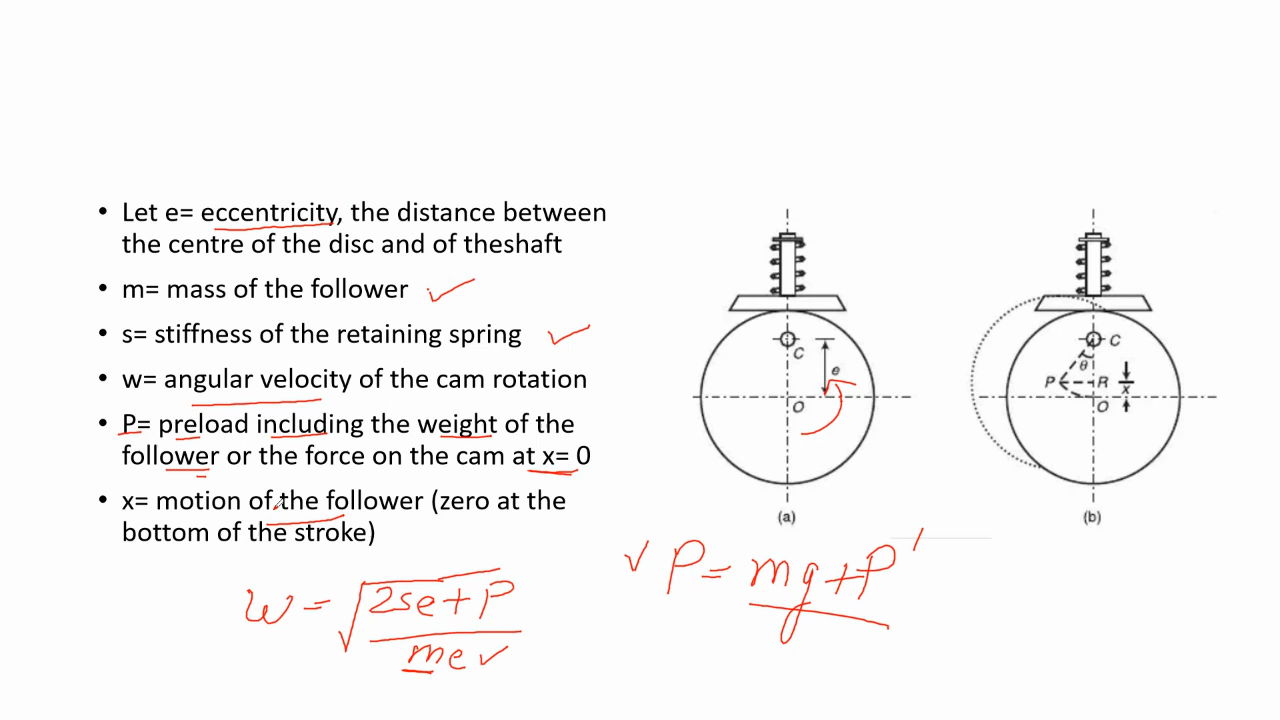 • Let e= eccentricity, the distance between
the centre of the disc and of theshaft
• m= mass of the follower ✓
• s= stiffness of the retaining spring ✓
• w= angular velocity of the cam rotation
• P= preload including the weight of the
follower or the force on the cam at x= 0
• x= motion of the follower (zero at the
bottom of the stroke)
w = √(2se+P
me ✓
C
e
O
(a)
C
θ
P R
x
O
(b)
✓ P = mg+P'